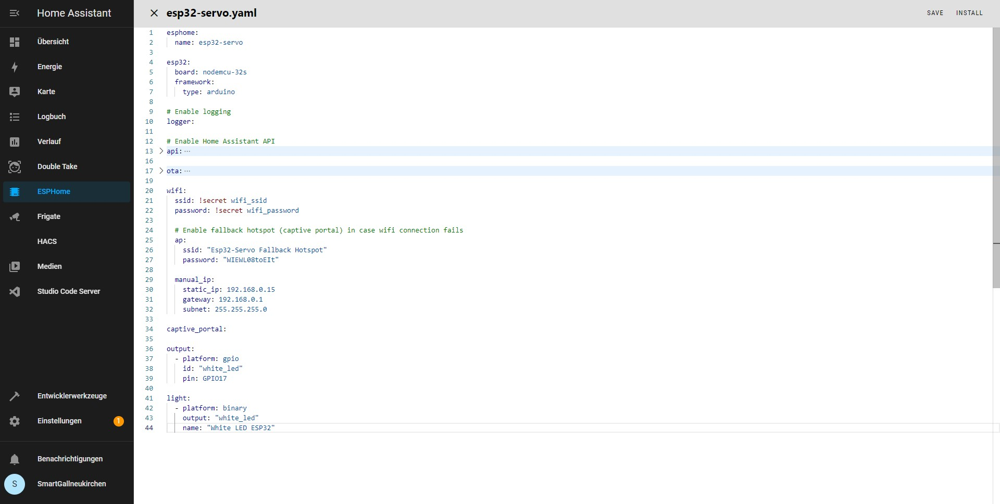 Home Assistant
Übersicht
Energie
Karte
Logbuch
Verlauf
Double Take
ESPHome
Frigate
HACS
Medien
Studio Code Server
Entwicklerwerkzeuge
Einstellungen 1
Benachrichtigungen
S SmartGallneukirchen
esp32-servo.yaml SAVE INSTALL
1 esphome:
2   name: esp32-servo
3
4 esp32:
5   board: nodemcu-32s
6   framework:
7     type: arduino
8
9 # Enable logging
10 logger:
11
12 # Enable Home Assistant API
13 api: ···
16
17 ota: ···
19
20 wifi:
21   ssid: !secret wifi_ssid
22   password: !secret wifi_password
23
24   # Enable fallback hotspot (captive portal) in case wifi connection fails
25   ap:
26     ssid: "Esp32-Servo Fallback Hotspot"
27     password: "WIEWL08toEIt"
28
29   manual_ip:
30     static_ip: 192.168.0.15
31     gateway: 192.168.0.1
32     subnet: 255.255.255.0
33
34 captive_portal:
35
36 output:
37   - platform: gpio
38     id: "white_led"
39     pin: GPIO17
40
41 light:
42   - platform: binary
43     output: "white_led"
44     name: "White LED ESP32"